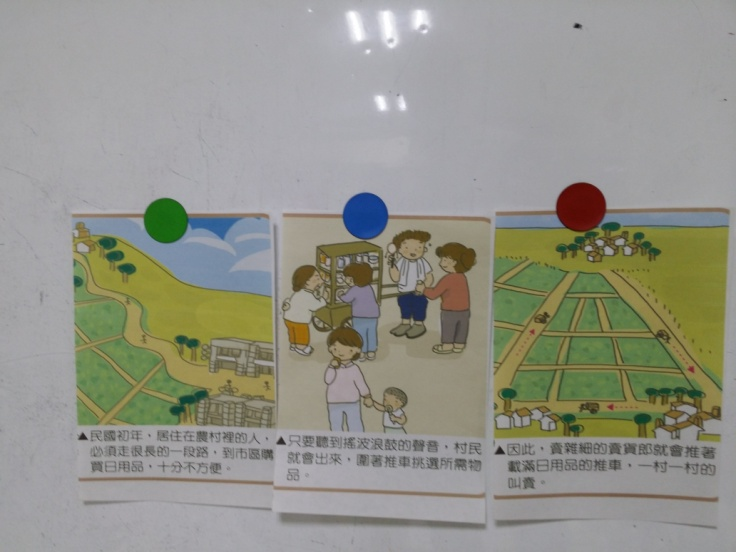 ▲民國初年，居住在農村裡的人，
必須走很長的一段路，到市區購
買日用品，十分不方便。
▲只要聽到搖波浪鼓的聲音，村民
就會出來，圍著推車挑選所需物
品。
▲因此，賣雜細的賣貨郎就會推著
載滿日用品的推車，一村一村的
叫賣。